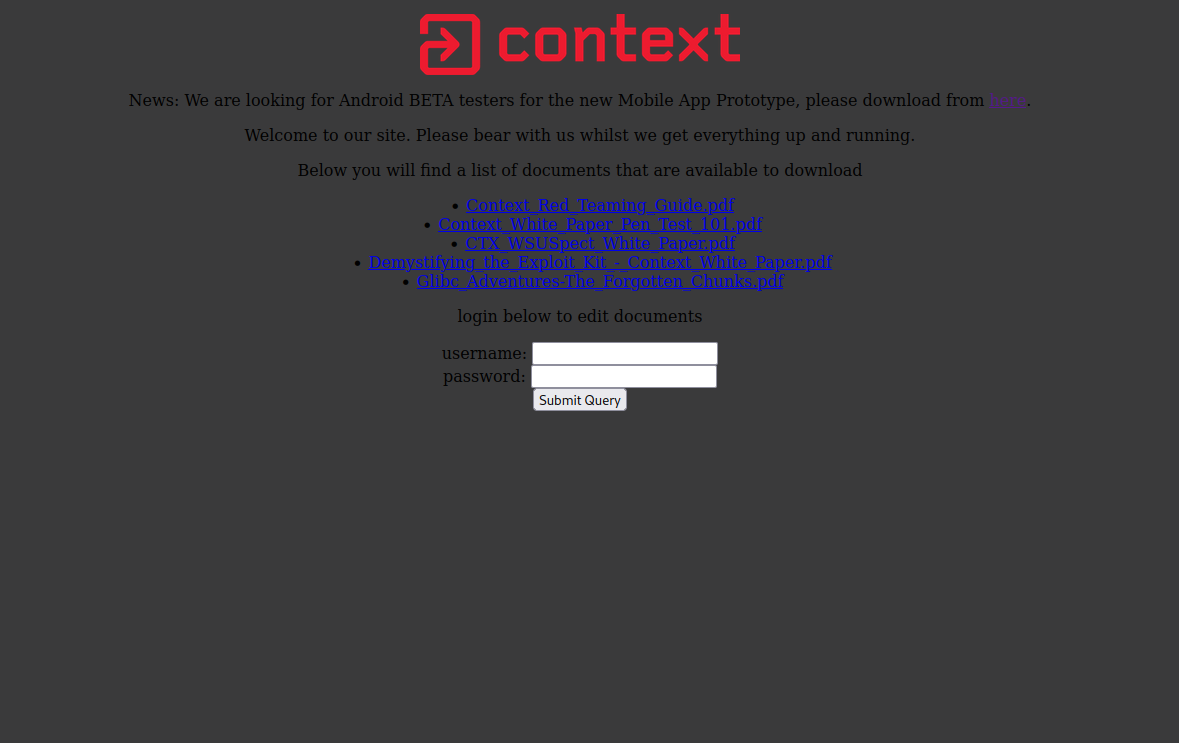 context
News: We are looking for Android BETA testers for the new Mobile App Prototype, please download from here.
Welcome to our site. Please bear with us whilst we get everything up and running.
Below you will find a list of documents that are available to download
• Context_Red_Teaming_Guide.pdf
• Context_White_Paper_Pen_Test_101.pdf
• CTX_WSUSpect_White_Paper.pdf
• Demystifying_the_Exploit_Kit_-_Context_White_Paper.pdf
• Glibc_Adventures-The_Forgotten_Chunks.pdf
login below to edit documents
username:
password:
Submit Query